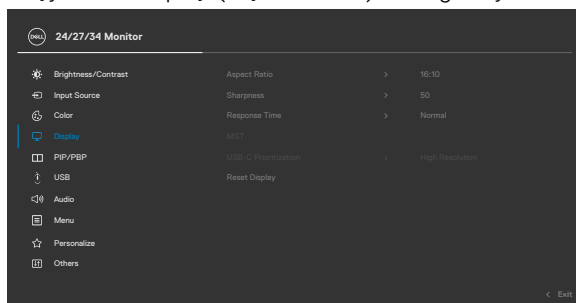 DELL 24/27/34 Monitor
Brightness/Contrast Aspect Ratio > 16:10
Input Source Sharpness > 50
Color Response Time > Normal
Display MST
PIP/PBP USB-C Prioritization > High Resolution
USB Reset Display
Audio
Menu
Personalize
Others
< Exit